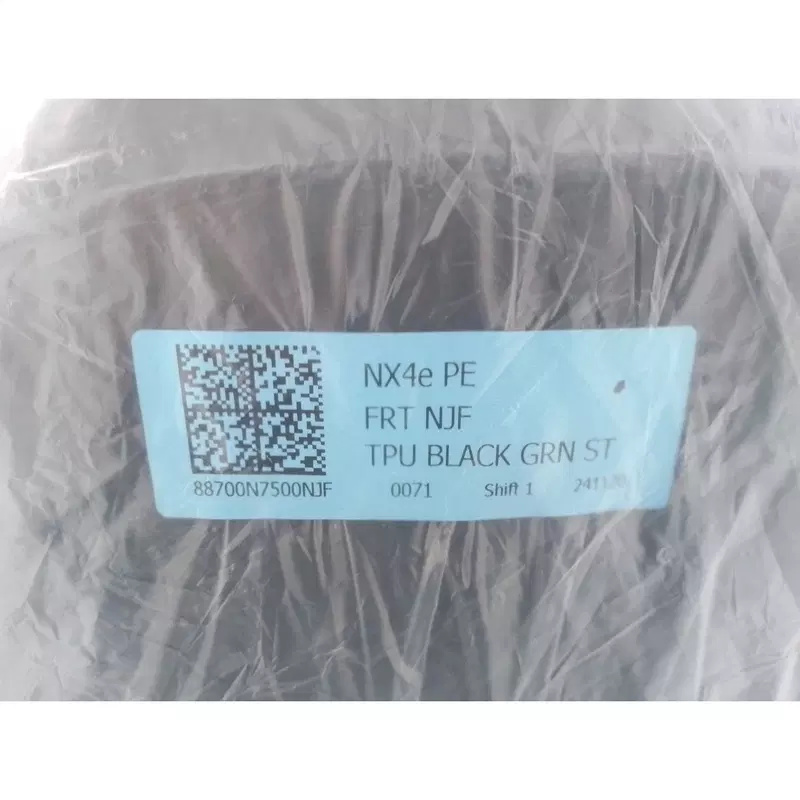 NX4e PE
FRT NJF
TPU BLACK GRN ST
88700N7500NJF 0071 Shift 1